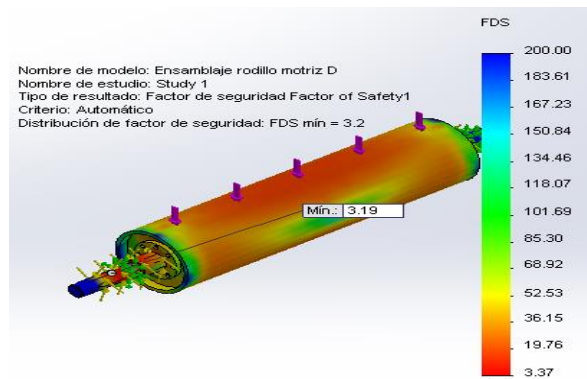 FDS
Nombre de modelo: Ensamblaje rodillo motriz D
Nombre de estudio: Study 1
Tipo de resultado: Factor de seguridad Factor of Safety1
Criterio: Automático
Distribución de factor de seguridad: FDS mín = 3.2
Mín.: 3.19
200.00
183.61
167.23
150.84
134.46
118.07
101.69
85.30
68.92
52.53
36.15
19.76
3.37